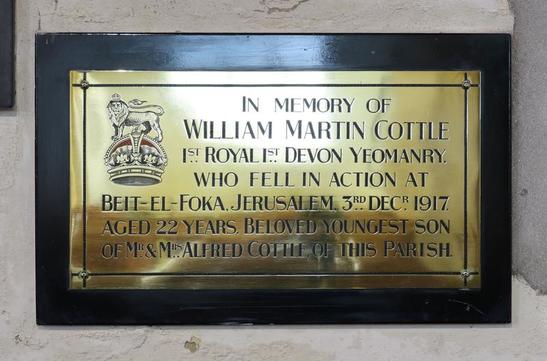 IN MEMORY OF
WILLIAM MARTIN COTTLE
1ST ROYAL 1ST DEVON YEOMANRY.
WHO FELL IN ACTION AT
BEIT-EL-FOKA, JERUSALEM, 3RD DECR 1917.
AGED 22 YEARS. BELOVED YOUNGEST SON
OF MR & MRS ALFRED COTTLE, OF THIS PARISH.